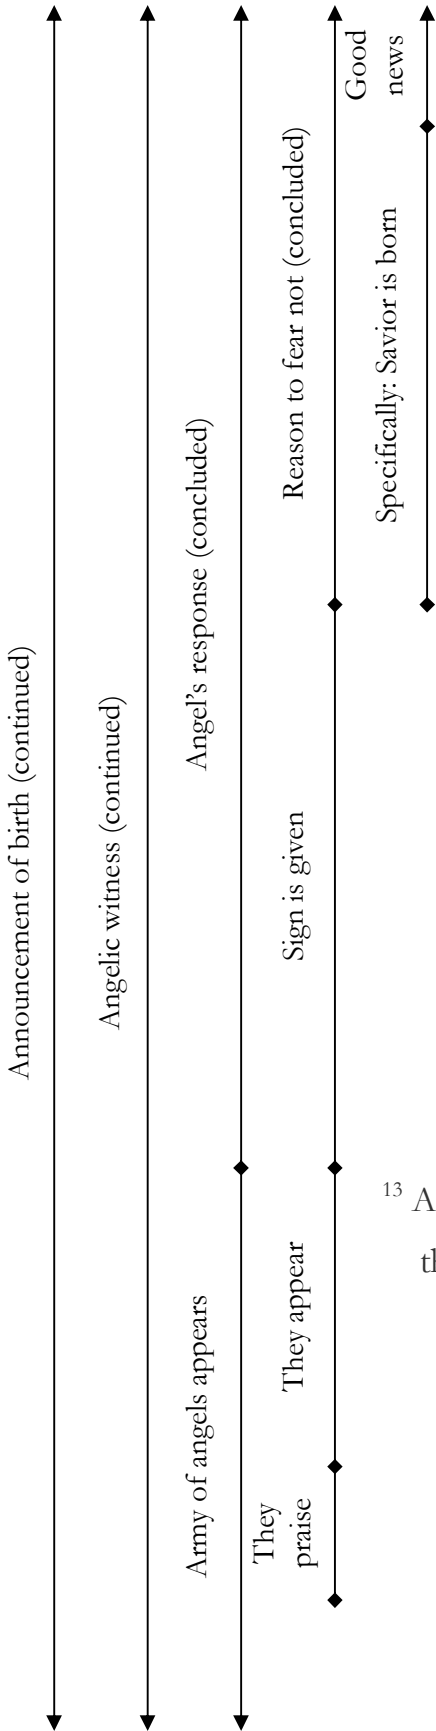 Announcement of birth (continued)
Angelic witness (continued)
Angel's response (concluded)
Army of angels appears
Reason to fear not (concluded)
Sign is given
They appear
They
praise
Good
news
Specifically: Savior is born
13 A
th